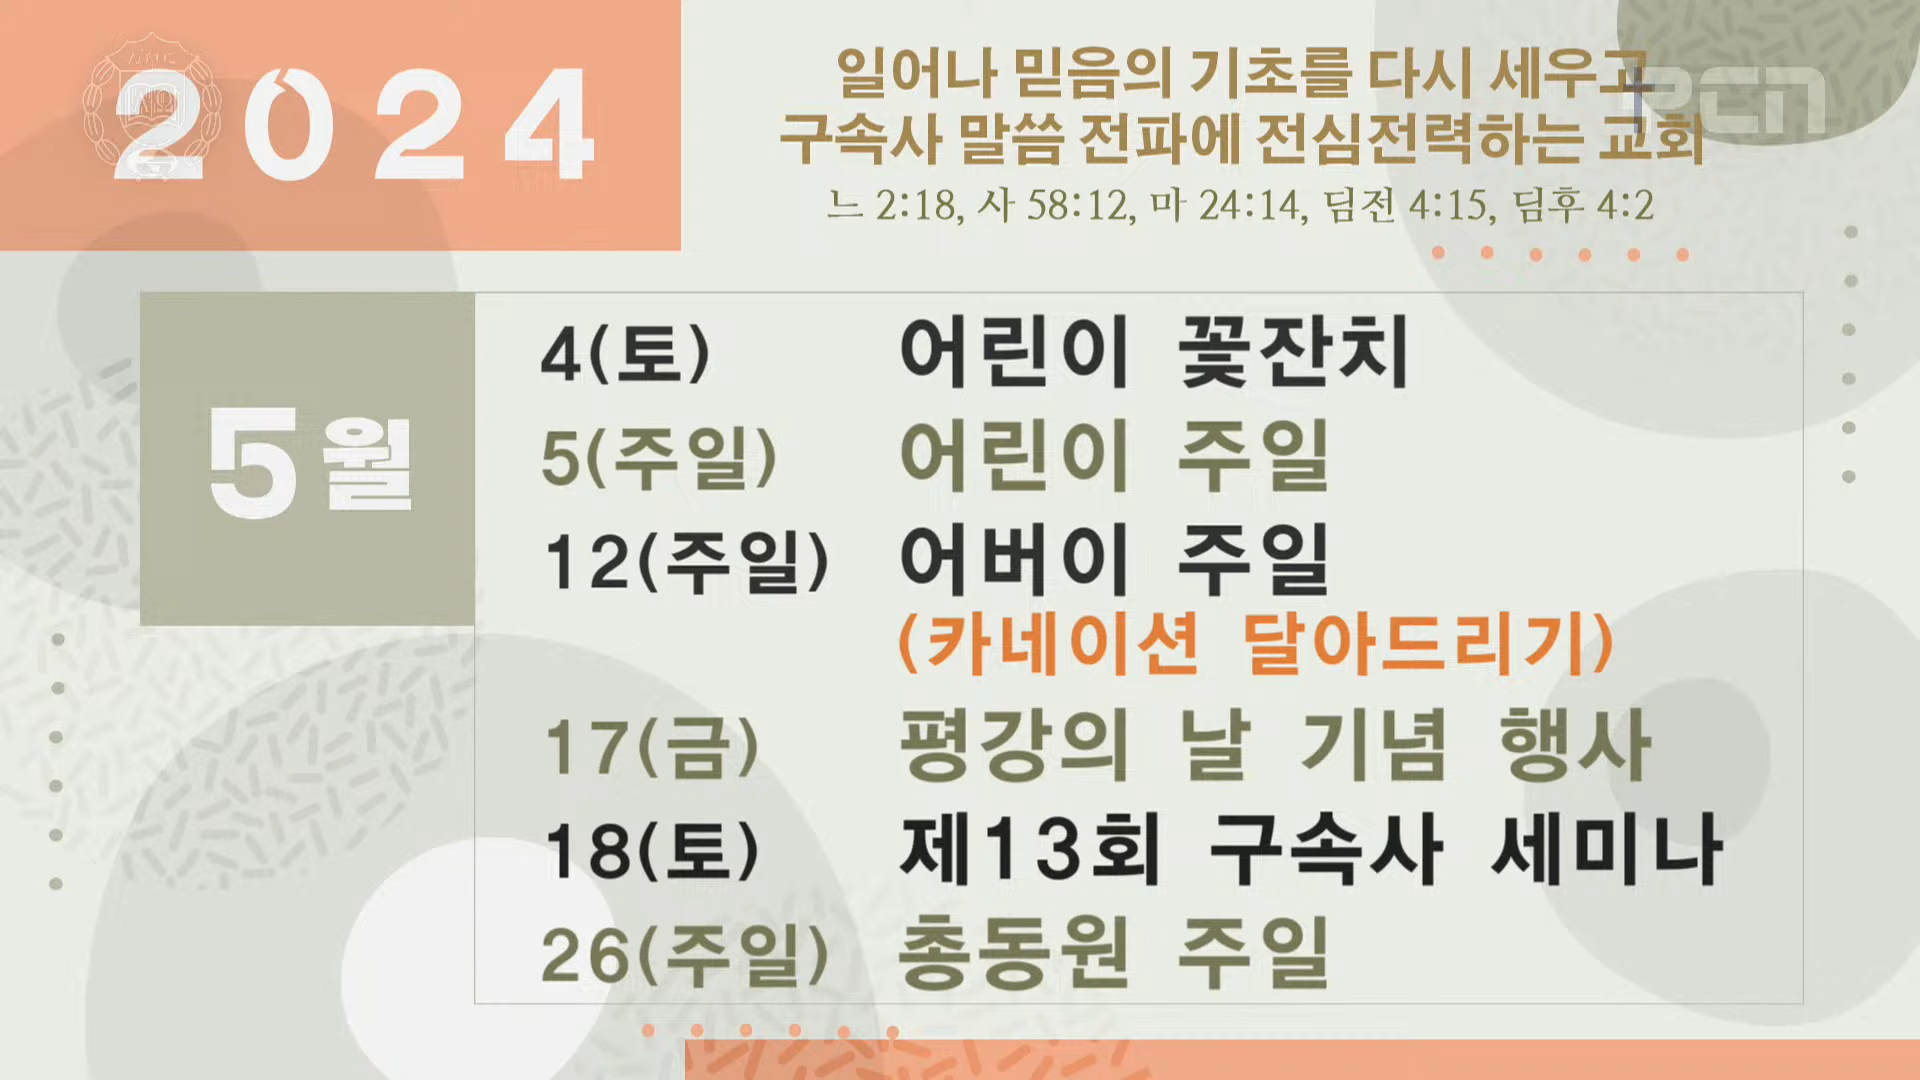 2024
일어나 믿음의 기초를 다시 세우고
구속사 말씀 전파에 전심전력하는 교회
느 2:18, 사 58:12, 마 24:14, 딤전 4:15, 딤후 4:2
5월
4(토) 어린이 꽃잔치
5(주일) 어린이 주일
12(주일) 어버이 주일
(카네이션 달아드리기)
17(금) 평강의 날 기념 행사
18(토) 제13회 구속사 세미나
26(주일) 총동원 주일